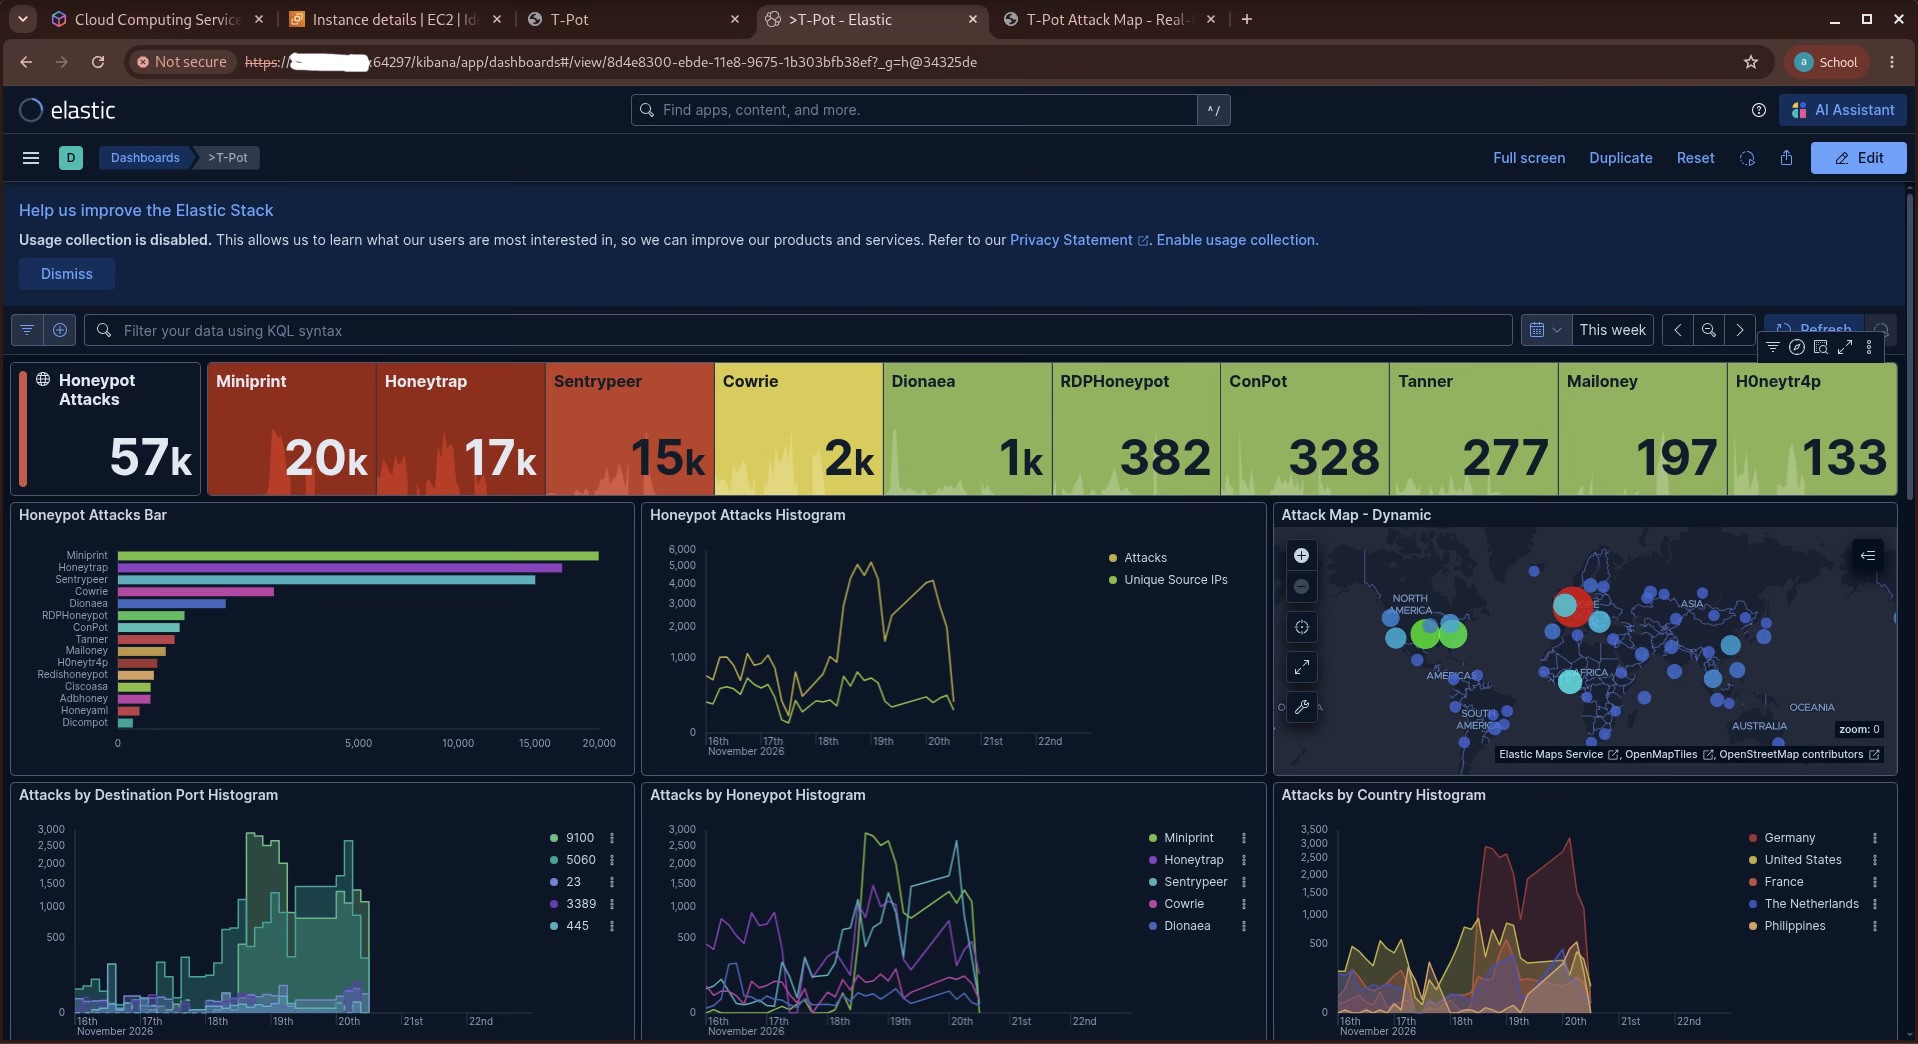 Cloud Computing Service
Instance details | EC2 | Id
T-Pot
>T-Pot - Elastic
T-Pot Attack Map - Real-
Not secure
https://
:64297/kibana/app/dashboards#/view/8d4e8300-ebde-11e8-9675-1b303bfb38ef?_g=h@34325de
a School
elastic
Find apps, content, and more.
^ /
AI Assistant
D
Dashboards
>T-Pot
Full screen
Duplicate
Reset
Edit
Help us improve the Elastic Stack
Usage collection is disabled. This allows us to learn what our users are most interested in, so we can improve our products and services. Refer to our Privacy Statement. Enable usage collection.
Dismiss
Filter your data using KQL syntax
This week
Refresh
Honeypot
Attacks
57k
Miniprint
20k
Honeytrap
17k
Sentrypeer
15k
Cowrie
2k
Dionaea
1k
RDPHoneypot
382
ConPot
328
Tanner
277
Mailoney
197
H0neytr4p
133
Honeypot Attacks Bar
Miniprint
Honeytrap
Sentrypeer
Cowrie
Dionaea
RDPHoneypot
ConPot
Tanner
Mailoney
H0neytr4p
Redishoneypot
Ciscoasa
Adbhoney
Honeyaml
Dicompot
0 5,000 10,000 15,000 20,000
Honeypot Attacks Histogram
6,000
5,000
4,000
3,000
2,000
1,000
0
16th 17th 18th 19th 20th 21st 22nd
November 2026
Attacks
Unique Source IPs
Attack Map - Dynamic
NORTH
AMERICA
ASIA
AMERICAS
AFRICA
SOUTH
AMERICA
OCEANIA
AUSTRALIA
zoom: 0
Elastic Maps Service, OpenMapTiles, OpenStreetMap contributors
Attacks by Destination Port Histogram
3,000
2,500
2,000
1,500
1,000
500
0
16th 17th 18th 19th 20th 21st 22nd
November 2026
9100
5060
23
3389
445
Attacks by Honeypot Histogram
3,000
2,500
2,000
1,500
1,000
500
0
16th 17th 18th 19th 20th 21st 22nd
November 2026
Miniprint
Honeytrap
Sentrypeer
Cowrie
Dionaea
Attacks by Country Histogram
3,500
3,000
2,500
2,000
1,500
1,000
500
0
16th 17th 18th 19th 20th 21st 22nd
November 2026
Germany
United States
France
The Netherlands
Philippines